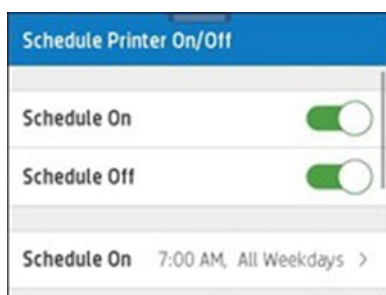 Schedule Printer On/Off
Schedule On
Schedule Off
Schedule On 7:00 AM, All Weekdays >